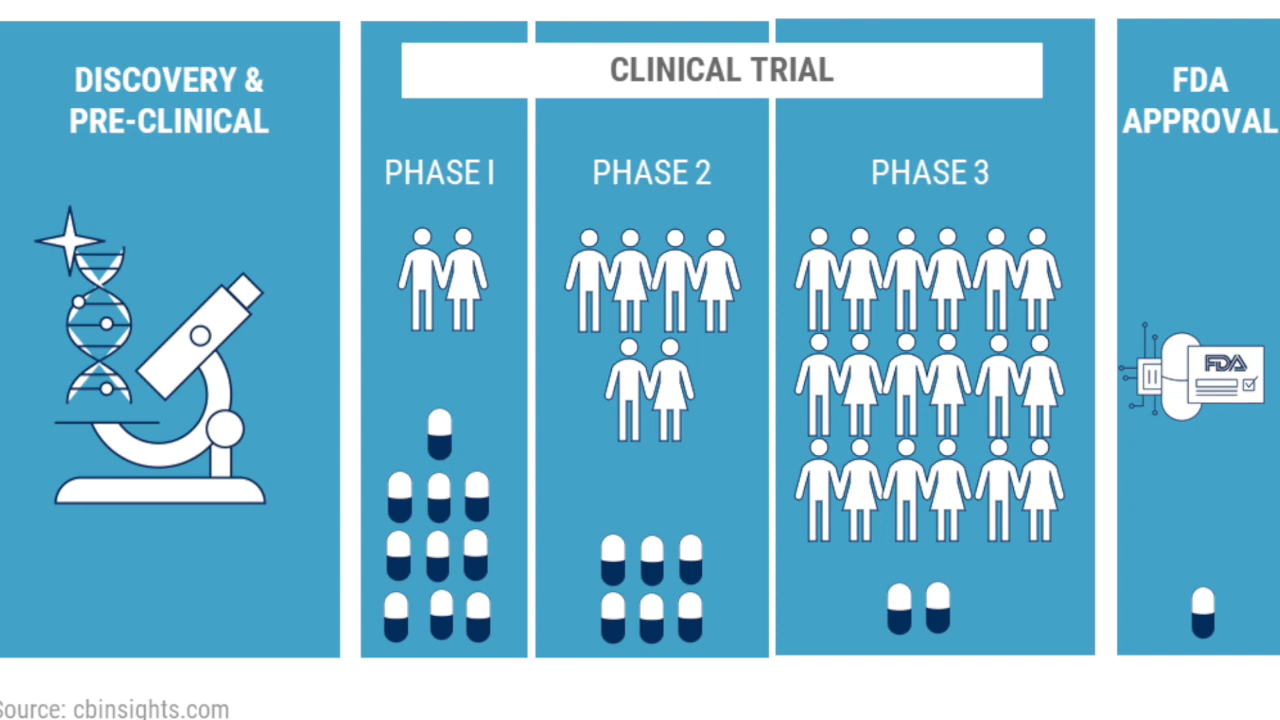 DISCOVERY &
PRE-CLINICAL
CLINICAL TRIAL
PHASE I
PHASE 2
PHASE 3
FDA
APPROVAL
FDA
Source: cbinsights.com